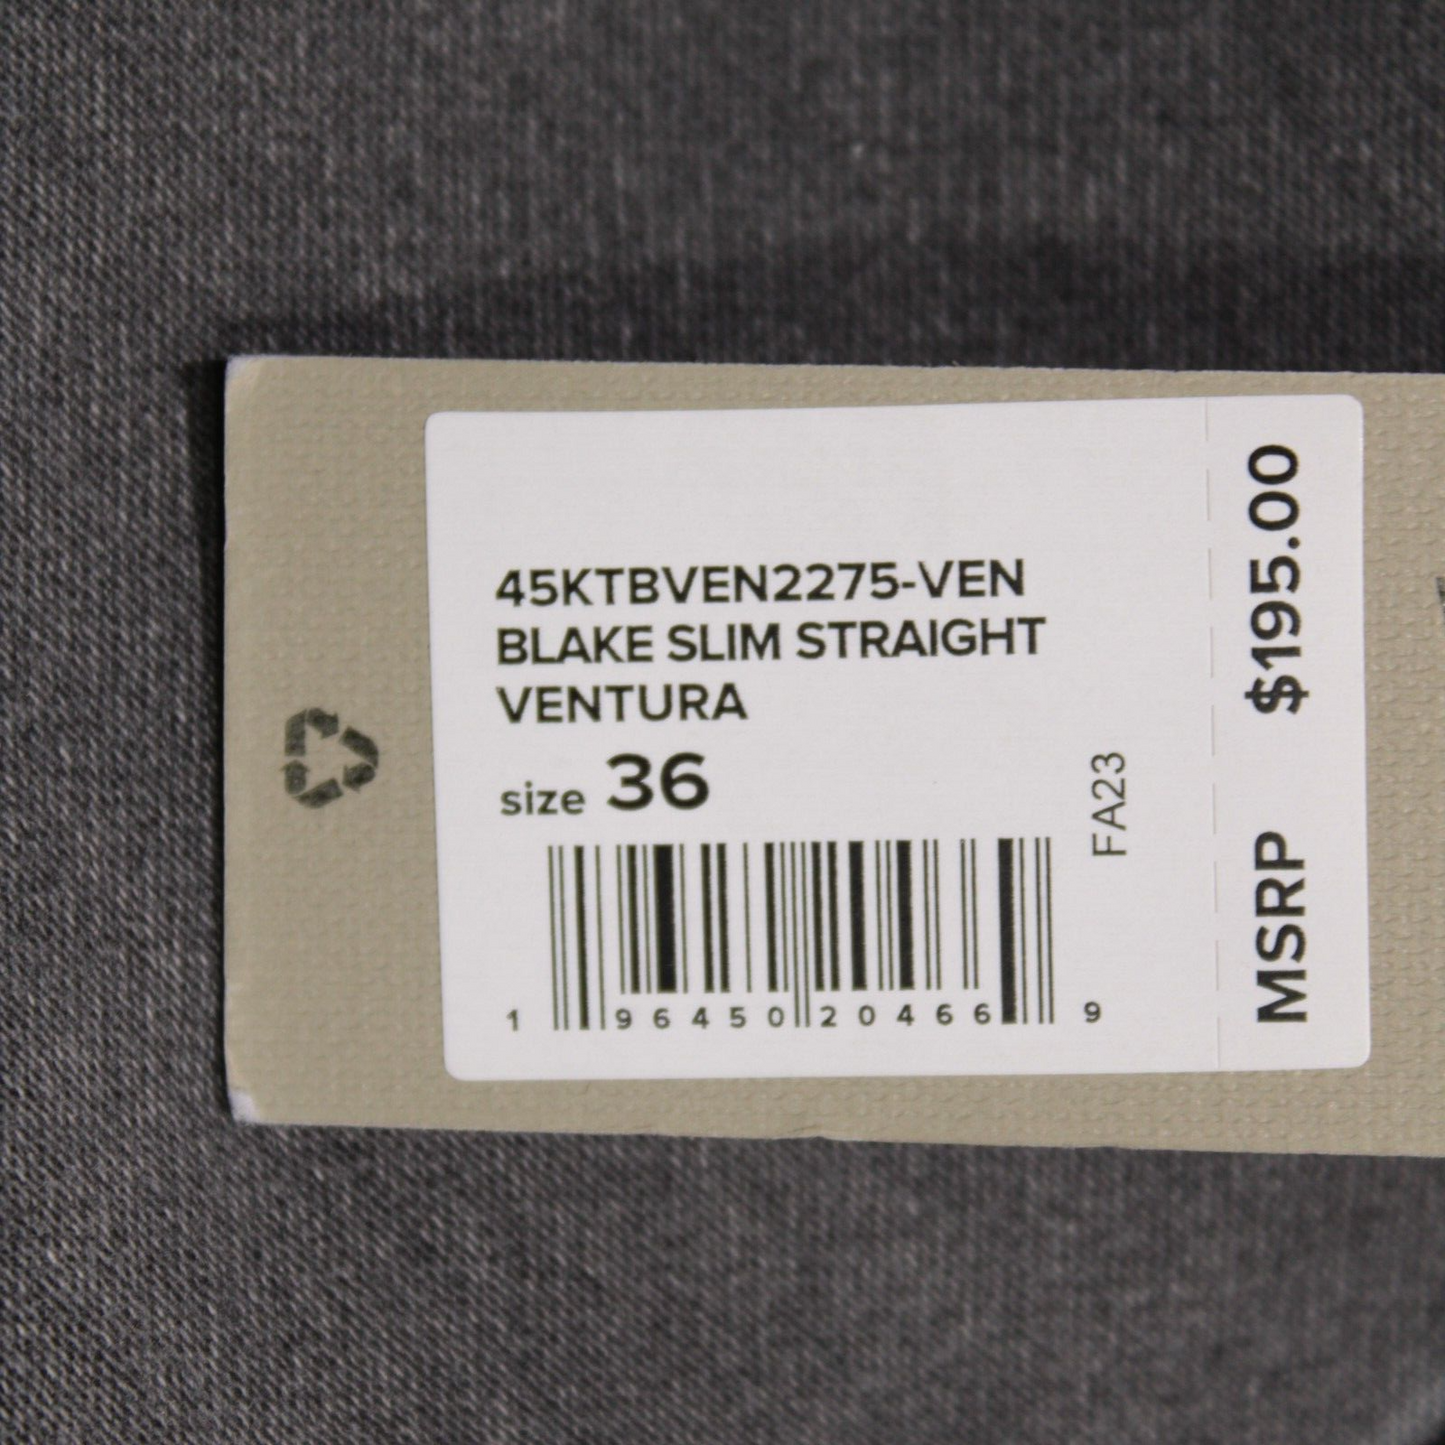 45KTBVEN2275-VEN
BLAKE SLIM STRAIGHT
VENTURA
size 36
FA23
1 96450 20466 9
MSRP $195.00